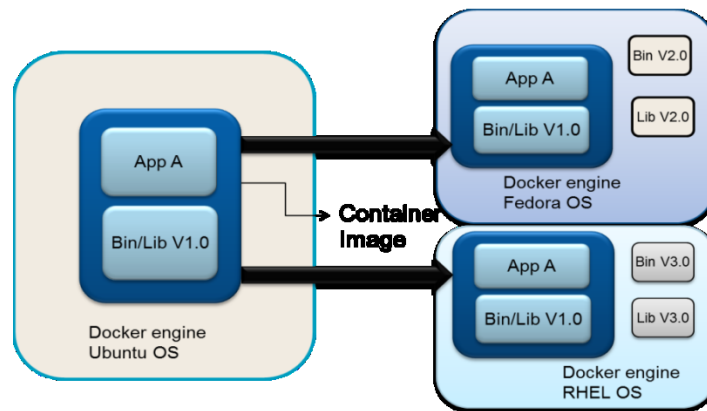 App A
Bin/Lib V1.0
Docker engine
Ubuntu OS
Container
Image
App A
Bin/Lib V1.0
Bin V2.0
Lib V2.0
Docker engine
Fedora OS
App A
Bin/Lib V1.0
Bin V3.0
Lib V3.0
Docker engine
RHEL OS